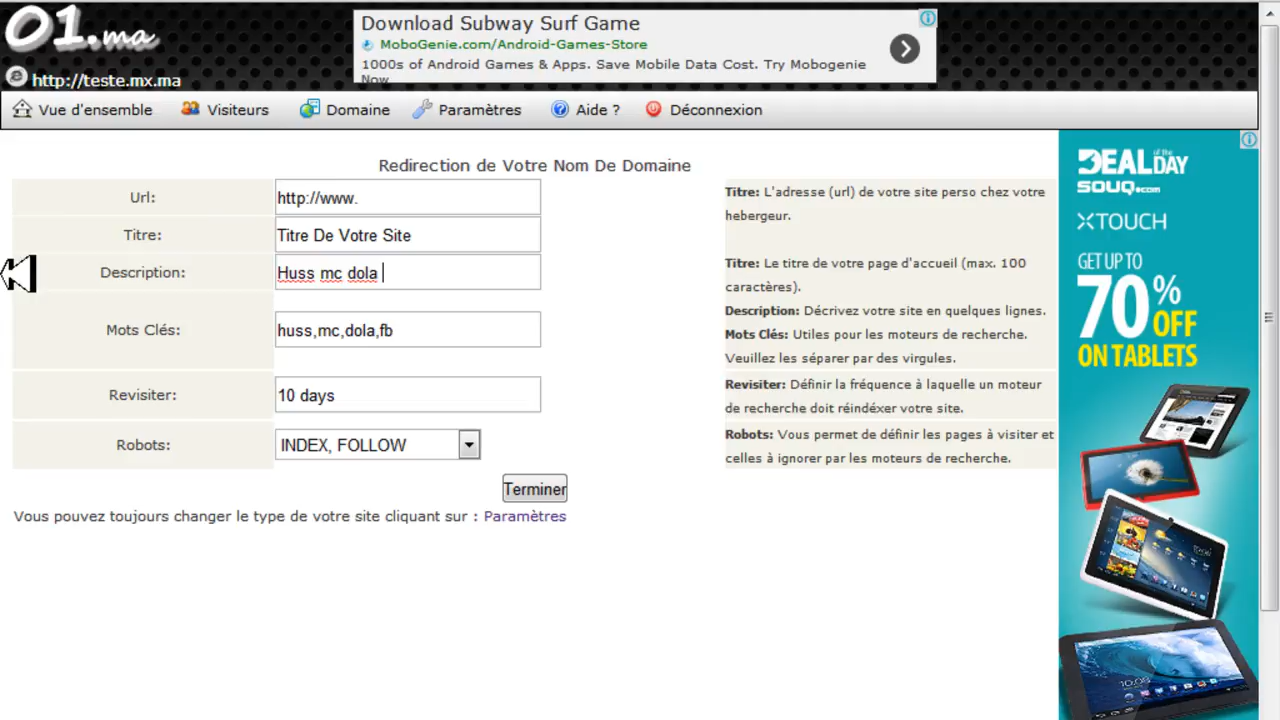 01.ma
http://teste.mx.ma
Download Subway Surf Game
MoboGenie.com/Android-Games-Store
1000s of Android Games & Apps. Save Mobile Data Cost. Try Mobogenie
Now
Vue d'ensemble Visiteurs Domaine Paramètres Aide ? Déconnexion
Redirection de Votre Nom De Domaine
Url: http://www.
Titre: Titre De Votre Site
Description: Huss mc dola
Mots Clés: huss,mc,dola,fb
Revisiter: 10 days
Robots: INDEX, FOLLOW
Terminer
Vous pouvez toujours changer le type de votre site cliquant sur : Paramètres
Titre: L'adresse (url) de votre site perso chez votre
hebergeur.
Titre: Le titre de votre page d'accueil (max. 100
caractères).
Description: Décrivez votre site en quelques lignes.
Mots Clés: Utiles pour les moteurs de recherche.
Veuillez les séparer par des virgules.
Revisiter: Définir la fréquence à laquelle un moteur
de recherche doit réindéxer votre site.
Robots: Vous permet de définir les pages à visiter et
celles à ignorer par les moteurs de recherche.
DEAL of the DAY
SOUQ.com
XTOUCH
GET UP TO
70% OFF
ON TABLETS